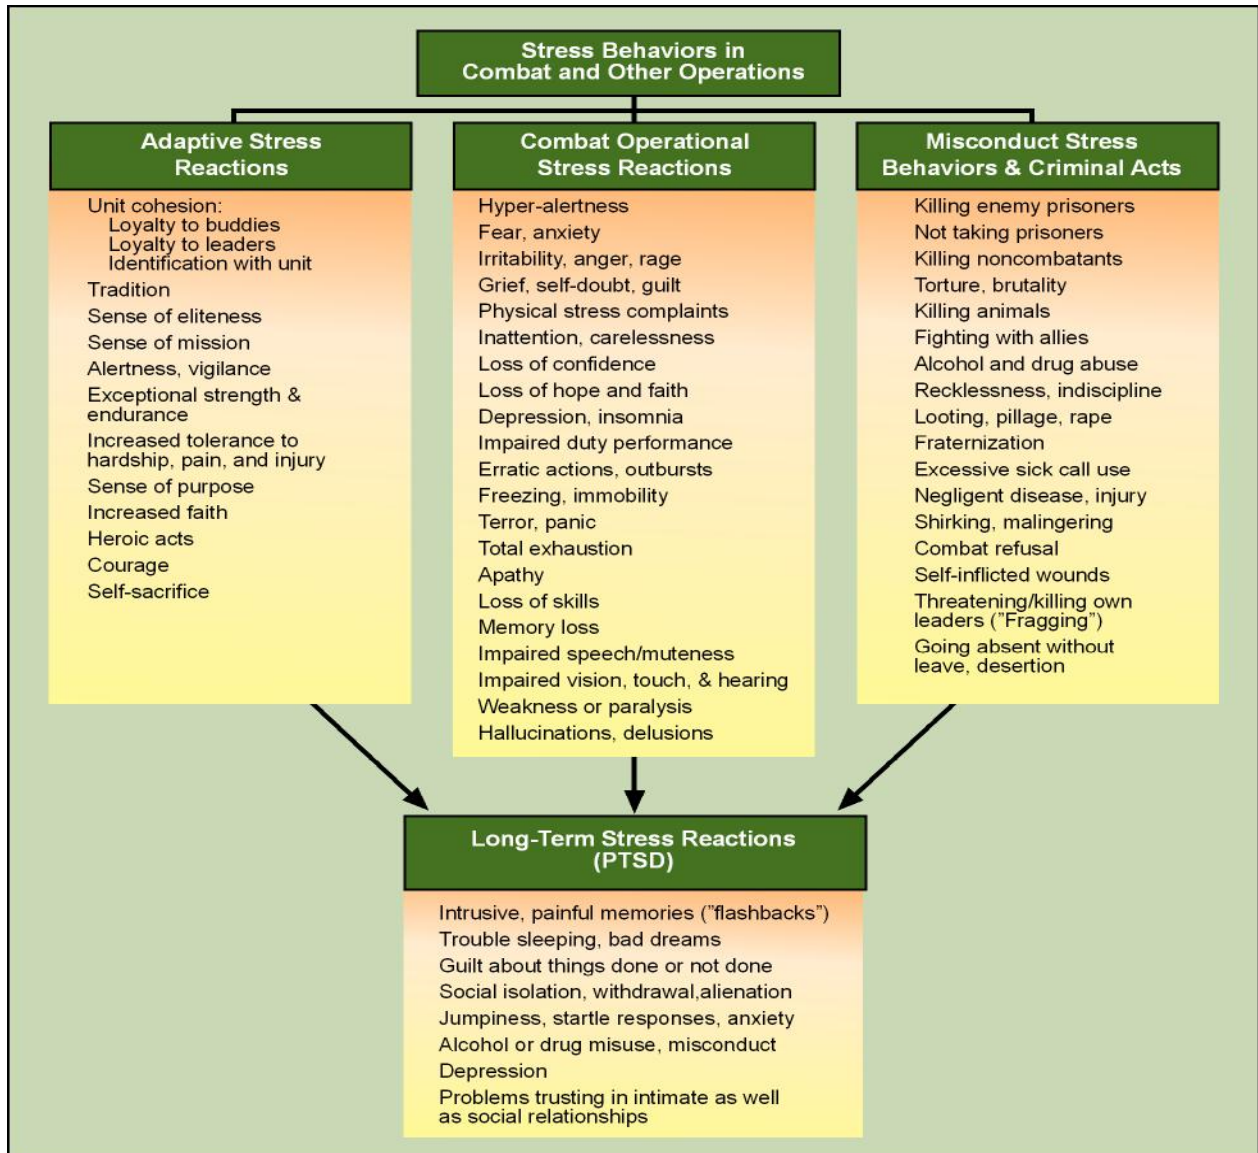 Stress Behaviors in
Combat and Other Operations
Adaptive Stress
Reactions
Unit cohesion:
Loyalty to buddies
Loyalty to leaders
Identification with unit
Tradition
Sense of eliteness
Sense of mission
Alertness, vigilance
Exceptional strength &
endurance
Increased tolerance to
hardship, pain, and injury
Sense of purpose
Increased faith
Heroic acts
Courage
Self-sacrifice
Combat Operational
Stress Reactions
Hyper-alertness
Fear, anxiety
Irritability, anger, rage
Grief, self-doubt, guilt
Physical stress complaints
Inattention, carelessness
Loss of confidence
Loss of hope and faith
Depression, insomnia
Impaired duty performance
Erratic actions, outbursts
Freezing, immobility
Terror, panic
Total exhaustion
Apathy
Loss of skills
Memory loss
Impaired speech/muteness
Impaired vision, touch, & hearing
Weakness or paralysis
Hallucinations, delusions
Misconduct Stress
Behaviors & Criminal Acts
Killing enemy prisoners
Not taking prisoners
Killing noncombatants
Torture, brutality
Killing animals
Fighting with allies
Alcohol and drug abuse
Recklessness, indiscipline
Looting, pillage, rape
Fraternization
Excessive sick call use
Negligent disease, injury
Shirking, malingering
Combat refusal
Self-inflicted wounds
Threatening/killing own
leaders ("Fragging")
Going absent without
leave, desertion
Long-Term Stress Reactions
(PTSD)
Intrusive, painful memories ("flashbacks")
Trouble sleeping, bad dreams
Guilt about things done or not done
Social isolation, withdrawal,alienation
Jumpiness, startle responses, anxiety
Alcohol or drug misuse, misconduct
Depression
Problems trusting in intimate as well
as social relationships